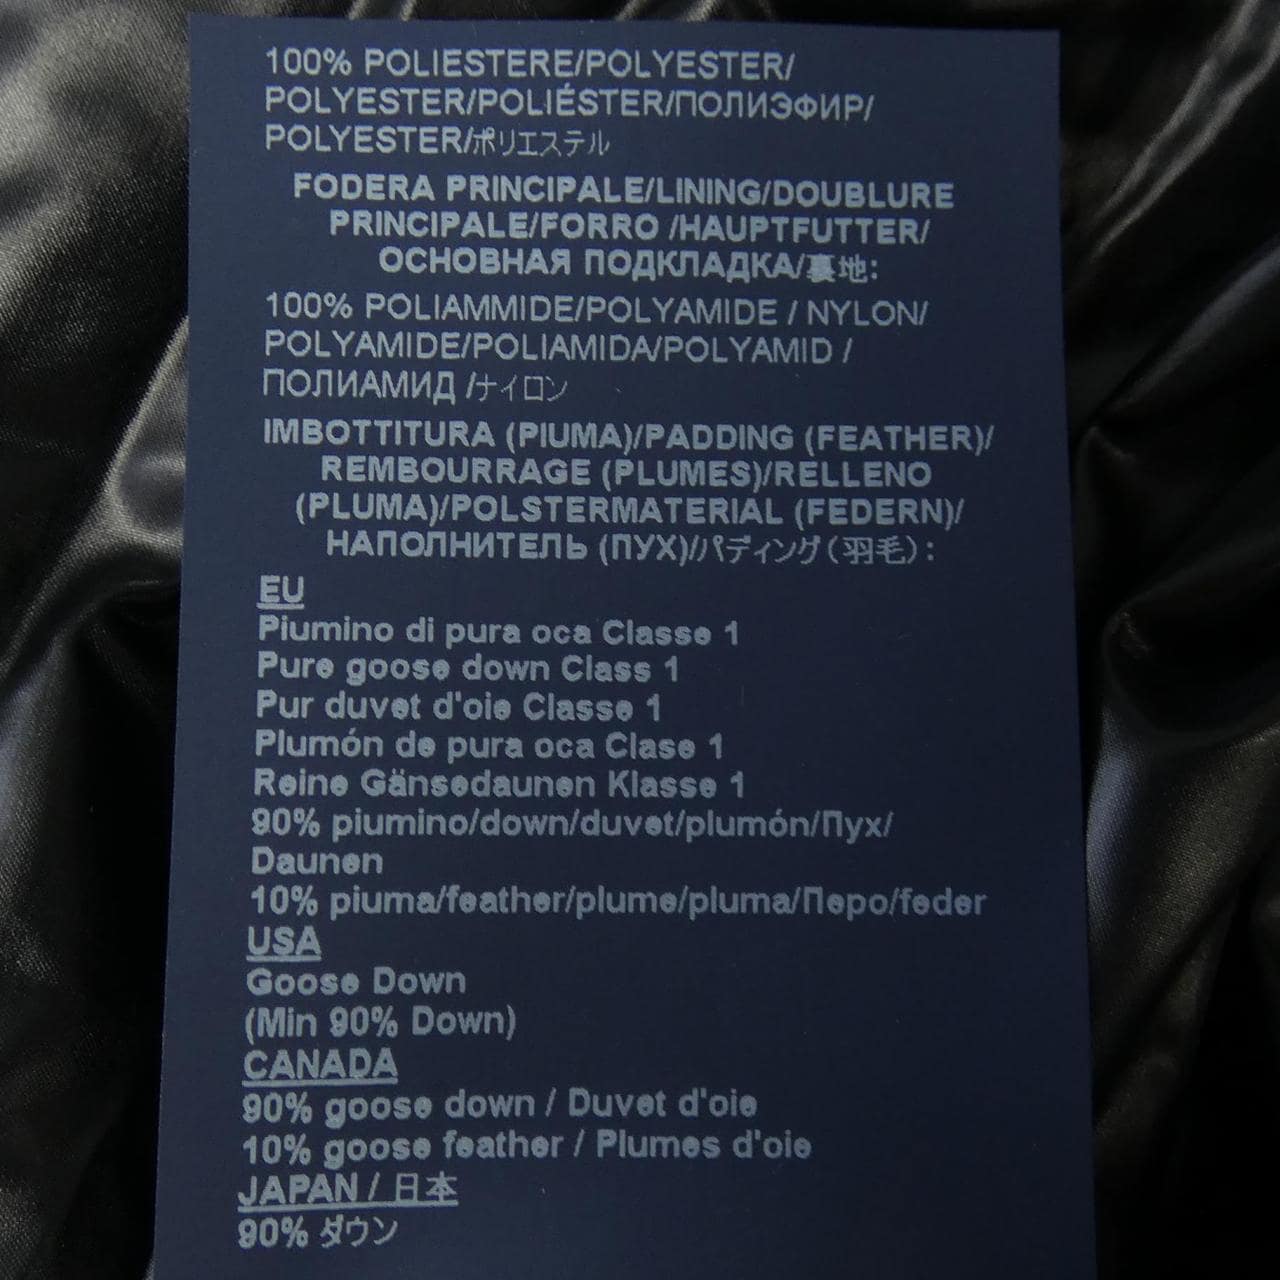 100% POLIESTERE/POLYESTER/
POLYESTER/POLIÉSTER/ПОЛИЭФИР/
POLYESTER/ポリエステル
FODERA PRINCIPALE/LINING/DOUBLURE
PRINCIPALE/FORRO /HAUPTFUTTER/
ОСНОВНАЯ ПОДКЛАДКА/裏地:
100% POLIAMMIDE/POLYAMIDE / NYLON/
POLYAMIDE/POLIAMIDA/POLYAMID /
ПОЛИАМИД /ナイロン
IMBOTTITURA (PIUMA)/PADDING (FEATHER)/
REMBOURRAGE (PLUMES)/RELLENO
(PLUMA)/POLSTERMATERIAL (FEDERN)/
НАПОЛНИТЕЛЬ (ПУХ)/パディング(羽毛):
EU
Piumino di pura oca Classe 1
Pure goose down Class 1
Pur duvet d'oie Classe 1
Plumón de pura oca Clase 1
Reine Gänsedaunen Klasse 1
90% piumino/down/duvet/plumón/Пух/
Daunen
10% piuma/feather/plume/pluma/Перо/feder
USA
Goose Down
(Min 90% Down)
CANADA
90% goose down / Duvet d'oie
10% goose feather / Plumes d'oie
JAPAN / 日本
90% ダウン